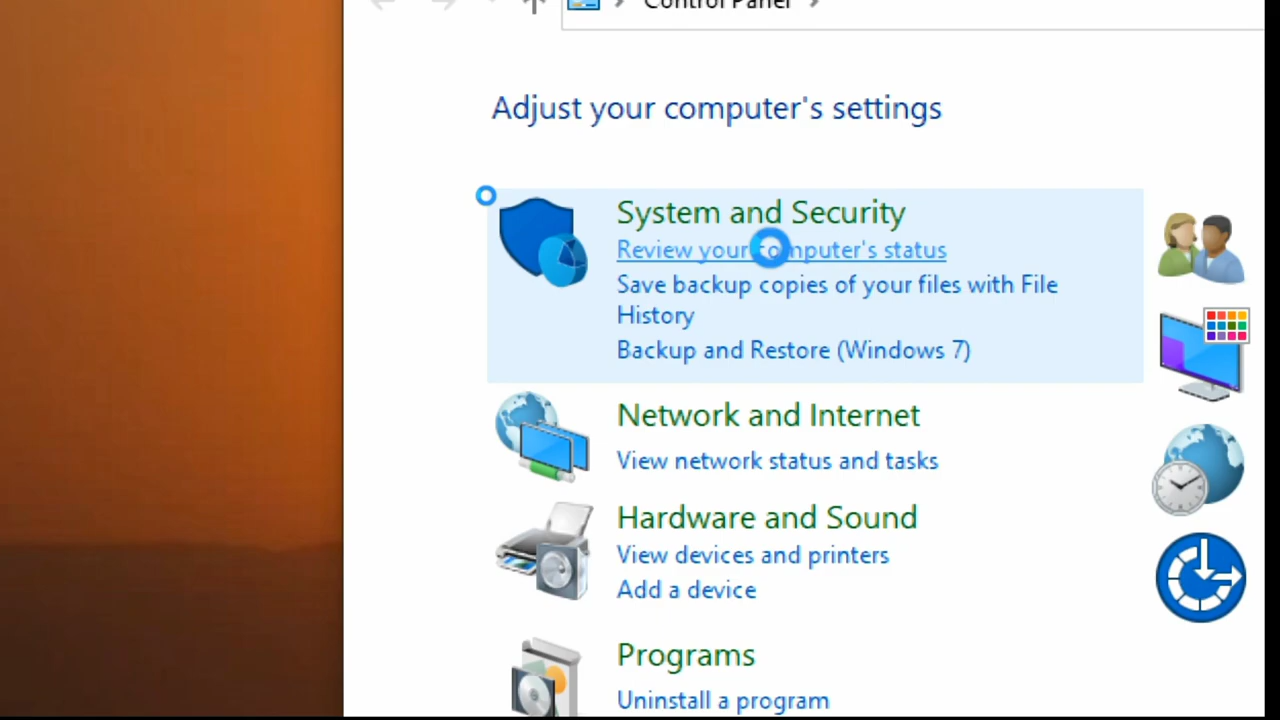 Control Panel
Adjust your computer's settings
System and Security
Review your computer's status
Save backup copies of your files with File
History
Backup and Restore (Windows 7)
Network and Internet
View network status and tasks
Hardware and Sound
View devices and printers
Add a device
Programs
Uninstall a program